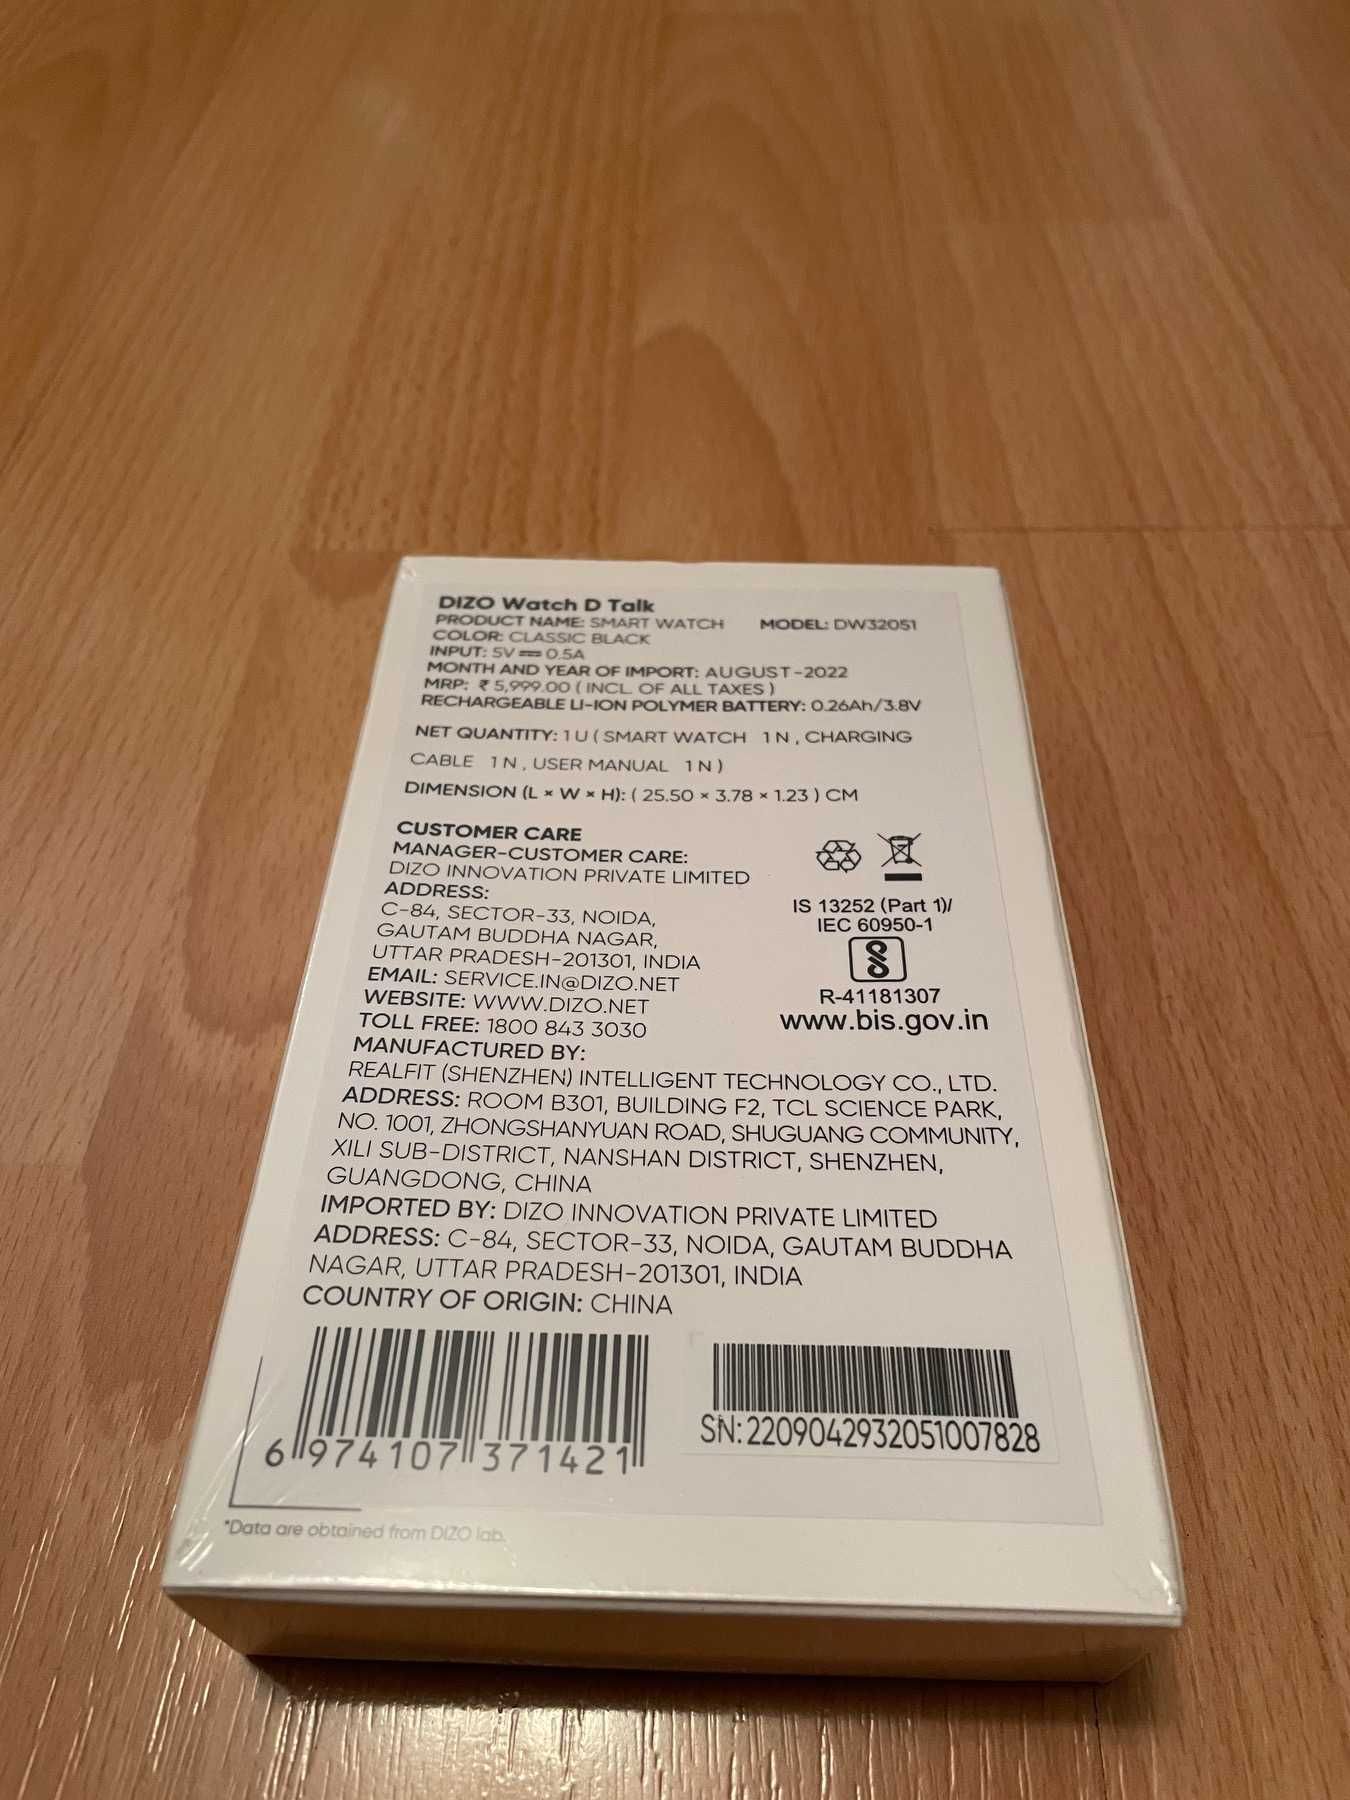 DIZO Watch D Talk
PRODUCT NAME: SMART WATCH MODEL: DW32051
COLOR: CLASSIC BLACK
INPUT: 5V⎓0.5A
MONTH AND YEAR OF IMPORT: AUGUST-2022
MRP: ₹ 5,999.00 ( INCL. OF ALL TAXES )
RECHARGEABLE LI-ION POLYMER BATTERY: 0.26Ah/3.8V
NET QUANTITY: 1 U ( SMART WATCH 1 N , CHARGING
CABLE 1 N , USER MANUAL 1 N )
DIMENSION (L × W × H): ( 25.50 × 3.78 × 1.23 ) CM
CUSTOMER CARE
MANAGER-CUSTOMER CARE:
DIZO INNOVATION PRIVATE LIMITED
ADDRESS:
C-84, SECTOR-33, NOIDA,
GAUTAM BUDDHA NAGAR,
UTTAR PRADESH-201301, INDIA
EMAIL: SERVICE.IN@DIZO.NET
WEBSITE: WWW.DIZO.NET
TOLL FREE: 1800 843 3030
IS 13252 (Part 1)/
IEC 60950-1
R-41181307
www.bis.gov.in
MANUFACTURED BY:
REALFIT (SHENZHEN) INTELLIGENT TECHNOLOGY CO., LTD.
ADDRESS: ROOM B301, BUILDING F2, TCL SCIENCE PARK,
NO. 1001, ZHONGSHANYUAN ROAD, SHUGUANG COMMUNITY,
XILI SUB-DISTRICT, NANSHAN DISTRICT, SHENZHEN,
GUANGDONG, CHINA
IMPORTED BY: DIZO INNOVATION PRIVATE LIMITED
ADDRESS: C-84, SECTOR-33, NOIDA, GAUTAM BUDDHA
NAGAR, UTTAR PRADESH-201301, INDIA
COUNTRY OF ORIGIN: CHINA
6 974107 371421
SN: 2209042932051007828
*Data are obtained from DIZO lab.